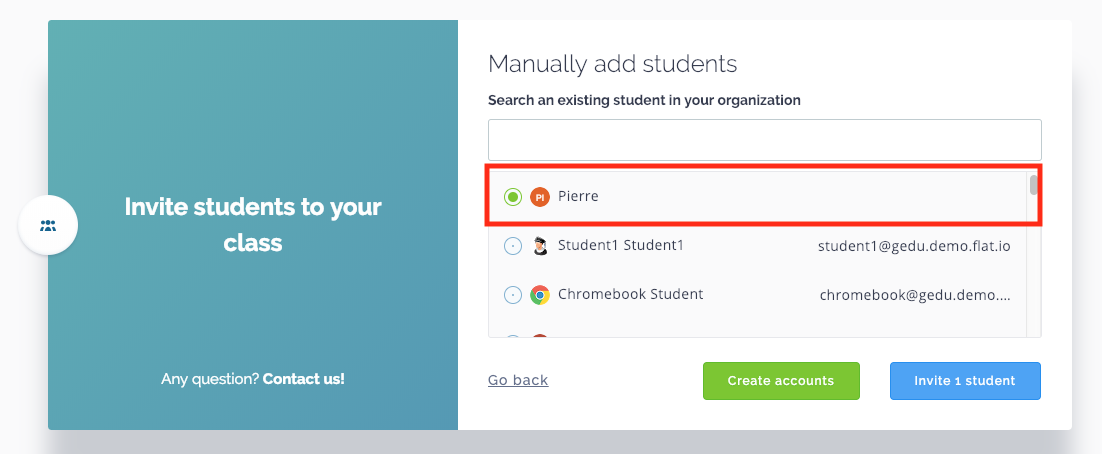 Manually add students
Search an existing student in your organization
Invite students to your
class
PI Pierre
Student1 Student1 student1@gedu.demo.flat.io
Chromebook Student chromebook@gedu.demo....
Any question? Contact us!
Go back
Create accounts
Invite 1 student